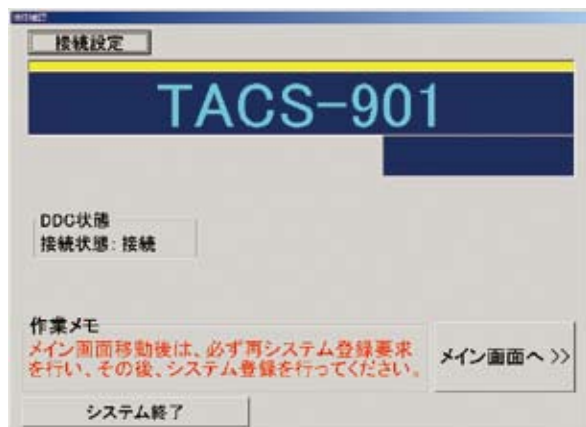 接続設定
TACS-901
DDC状態
接続状態：接続
作業メモ
メイン画面移動後は、必ず再システム登録要求
を行い、その後、システム登録を行ってください。
メイン画面へ >>
システム終了